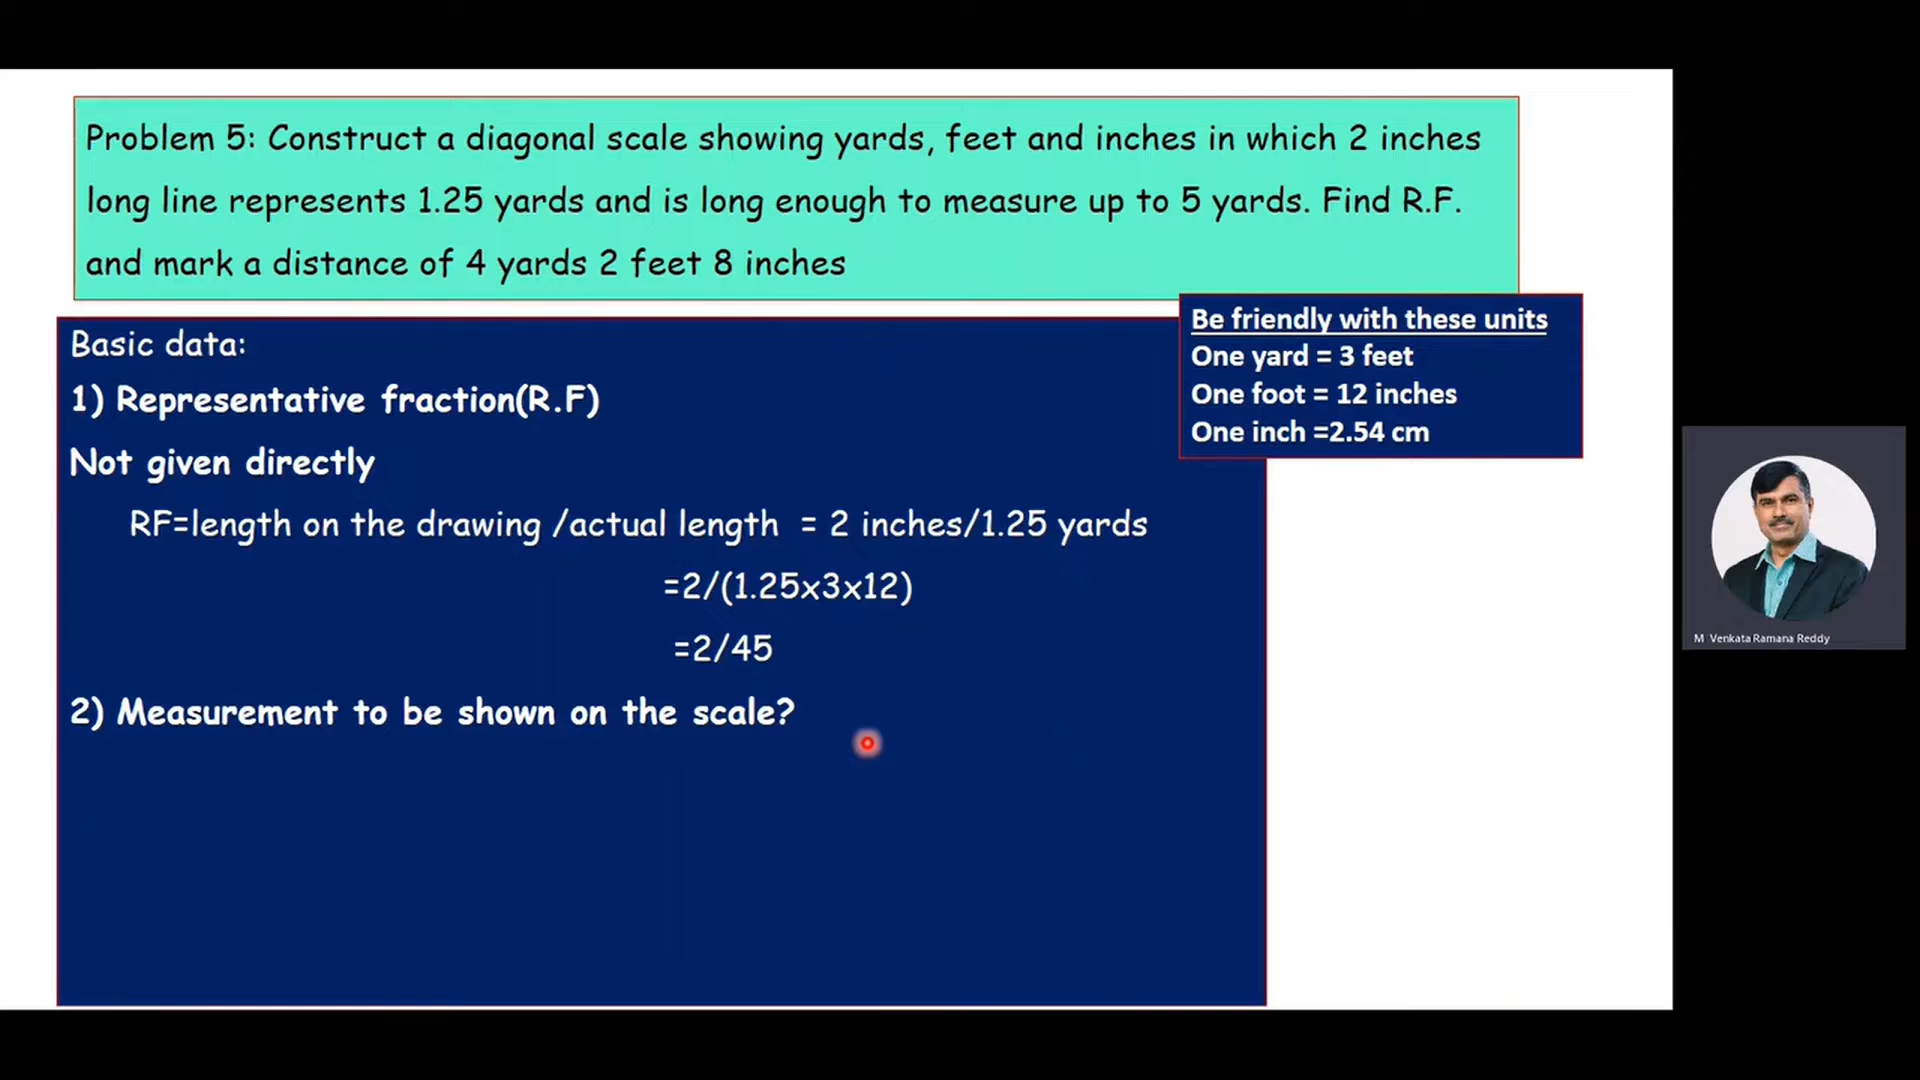 Problem 5: Construct a diagonal scale showing yards, feet and inches in which 2 inches
long line represents 1.25 yards and is long enough to measure up to 5 yards. Find R.F.
and mark a distance of 4 yards 2 feet 8 inches
Be friendly with these units
One yard = 3 feet
One foot = 12 inches
One inch =2.54 cm
Basic data:
1) Representative fraction(R.F)
Not given directly
RF=length on the drawing /actual length = 2 inches/1.25 yards
=2/(1.25x3x12)
=2/45
2) Measurement to be shown on the scale?
M Venkata Ramana Reddy